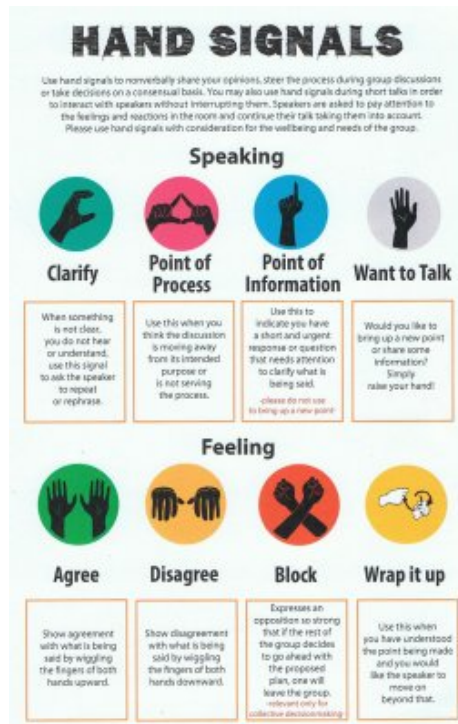 HAND SIGNALS
Use hand signals to nonverbally share your opinions, steer the process during group discussions
or take decisions on a consensual basis. You may also use hand signals during short talks in order
to interact with speakers without interrupting them. Speakers are asked to pay attention to
the feelings and reactions in the room and continue their talk taking them into account.
Please use hand signals with consideration for the wellbeing and needs of the group.
Speaking
Clarify
When something
is not clear,
you do not hear
or understand,
use this signal
to ask the speaker
to repeat
or rephrase.
Point of
Process
Use this when you
think the discussion
is moving away
from its intended
purpose or
is not serving
the process.
Point of
Information
Use this to
indicate you have
a short and urgent
response or question
that needs attention
to clarify what is
being said.
-please do not use
to bring up a new point-
Want to Talk
Would you like to
bring up a new point
or share some
information?
Simply
raise your hand!
Feeling
Agree
Show agreement
with what is being
said by wiggling
the fingers of both
hands upward.
Disagree
Show disagreement
with what is being
said by wiggling
the fingers of both
hands downward.
Block
Expresses an
opposition so strong
that if the rest of
the group decides
to go ahead with
the proposed
plan, one will
leave the group.
-relevant only for
collective decisionmaking-
Wrap it up
Use this when
you have understood
the point being made
and you would
like the speaker to
move on
beyond that.